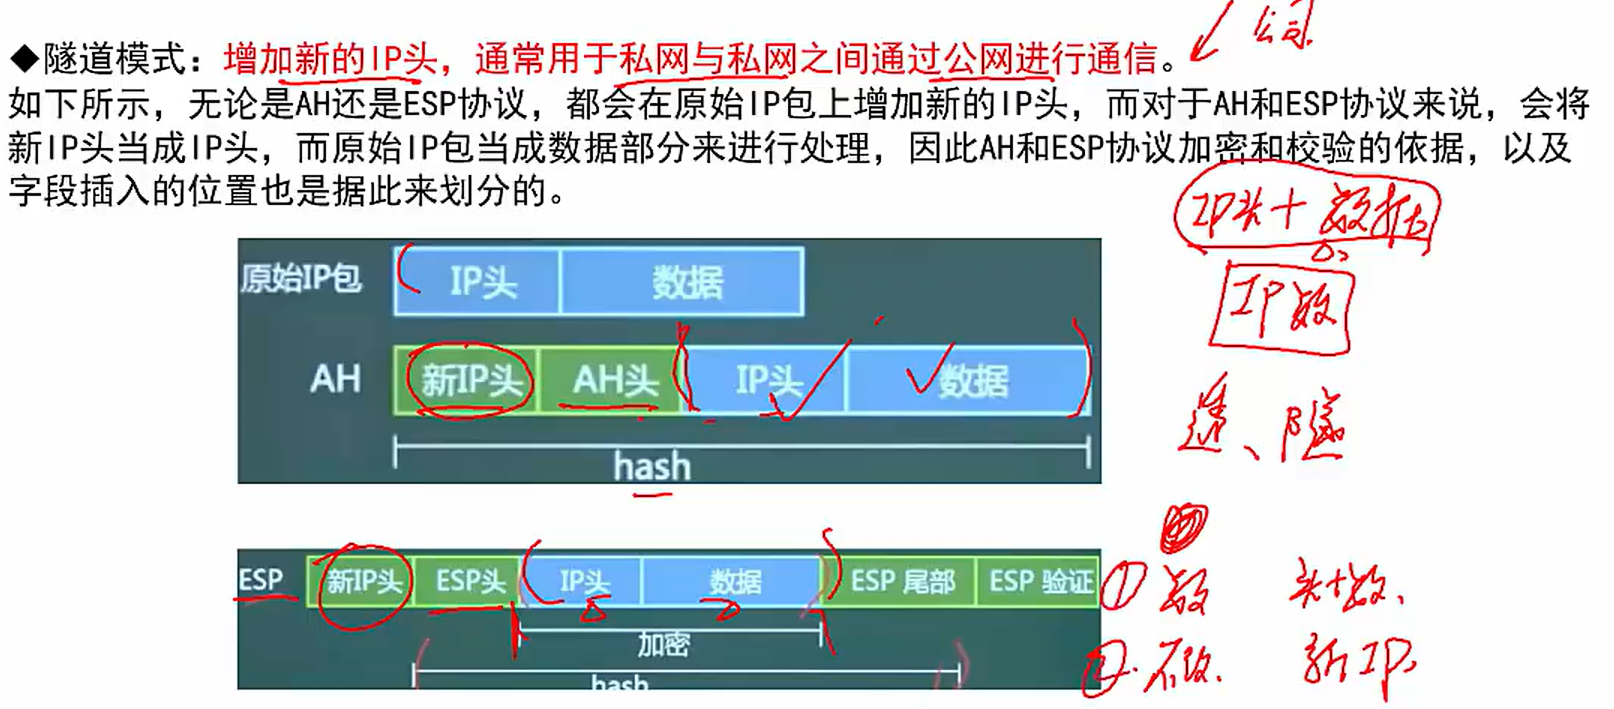 公司
◆隧道模式：增加新的IP头，通常用于私网与私网之间通过公网进行通信。
如下所示，无论是AH还是ESP协议，都会在原始IP包上增加新的IP头，而对于AH和ESP协议来说，会将
新IP头当成IP头，而原始IP包当成数据部分来进行处理，因此AH和ESP协议加密和校验的依据，以及
字段插入的位置也是据此来划分的。
IP头+数据
原始IP包 IP头 数据
IP数
AH 新IP头 AH头 IP头 数据
透、隧
hash
ESP 新IP头 ESP头 IP头 数据 ESP 尾部 ESP 验证
① 数 头+数、
加密
②.不改. 新IP。
hash